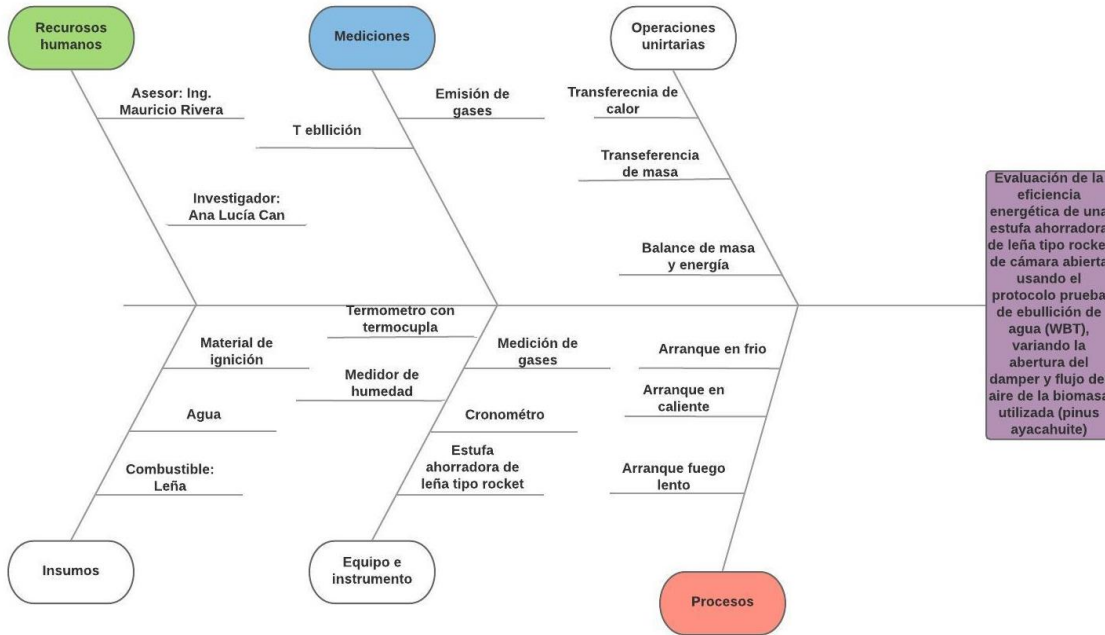 Recurosos
humanos
Mediciones
Operaciones
unirtarias
Asesor: Ing.
Mauricio Rivera
T ebllición
Emisión de
gases
Transferecnia de
calor
Transeferencia
de masa
Investigador:
Ana Lucía Can
Balance de masa
y energía
Evaluación de la
eficiencia
energética de una
estufa ahorradora
de leña tipo rocket
de cámara abierta
usando el
protocolo prueba
de ebullición de
agua (WBT),
variando la
abertura del
damper y flujo de
aire de la biomasa
utilizada (pinus
ayacahuite)
Material de
ignición
Agua
Combustible:
Leña
Insumos
Termometro con
termocupla
Medidor de
humedad
Medición de
gases
Cronométro
Estufa
ahorradora de
leña tipo rocket
Equipo e
instrumento
Arranque en frio
Arranque en
caliente
Arranque fuego
lento
Procesos